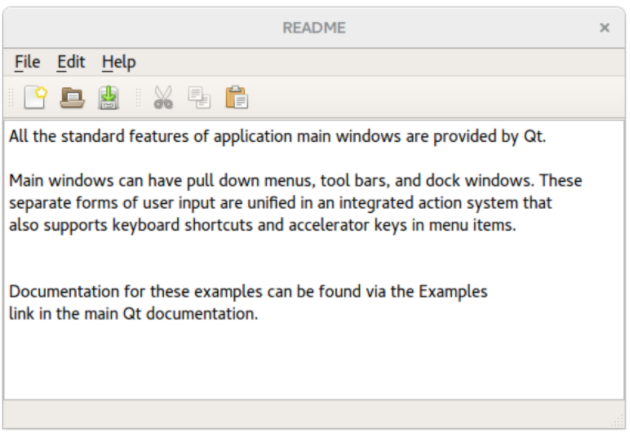 README
File Edit Help
All the standard features of application main windows are provided by Qt.
Main windows can have pull down menus, tool bars, and dock windows. These
separate forms of user input are unified in an integrated action system that
also supports keyboard shortcuts and accelerator keys in menu items.
Documentation for these examples can be found via the Examples
link in the main Qt documentation.